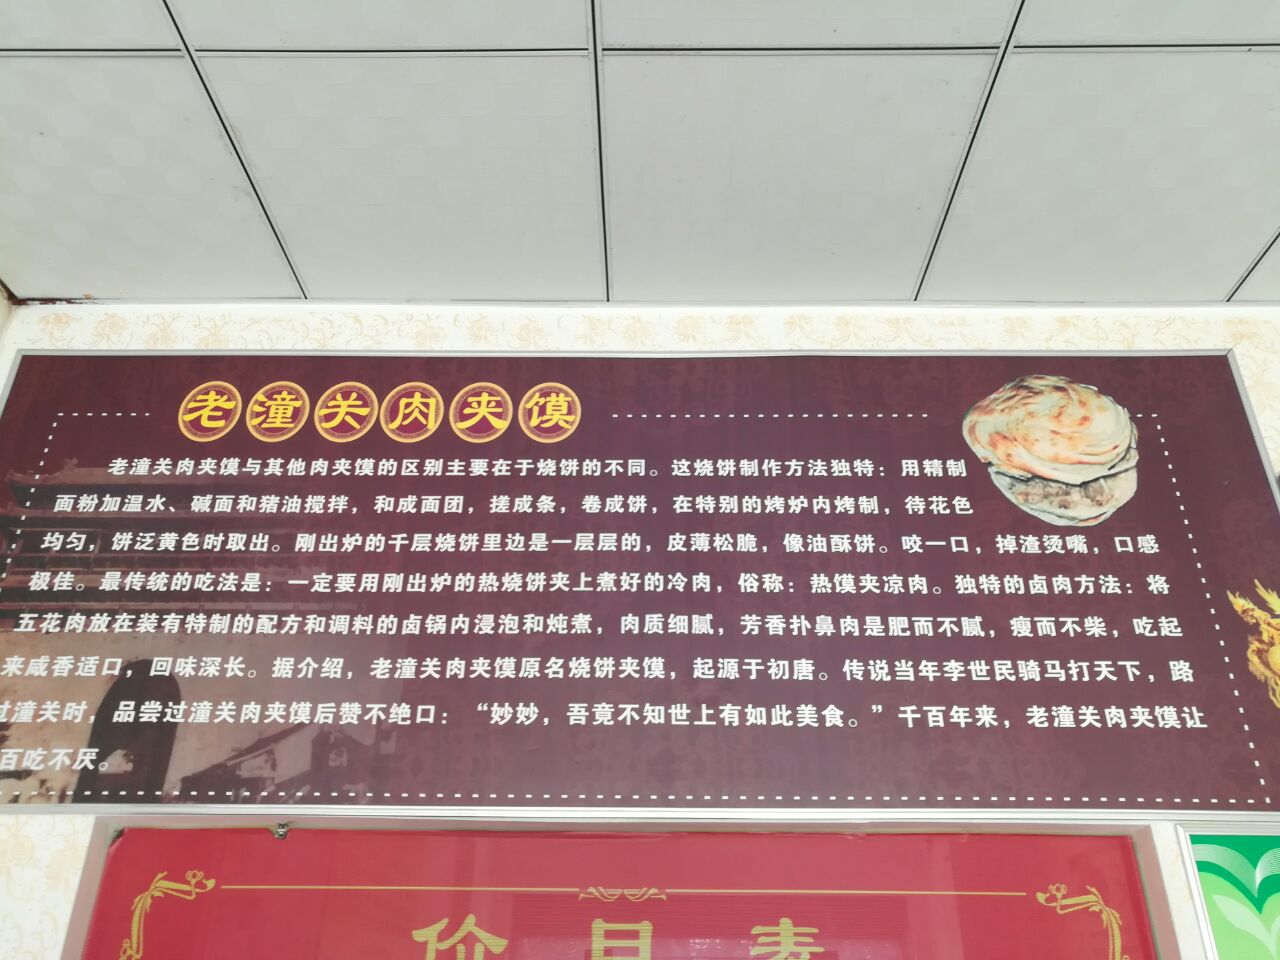 老潼关肉夹馍
老潼关肉夹馍与其他肉夹馍的区别主要在于烧饼的不同。这烧饼制作方法独特：用精制
面粉加温水、碱面和猪油搅拌，和成面团，搓成条，卷成饼，在特别的烤炉内烤制，待花色
均匀，饼泛黄色时取出。刚出炉的千层烧饼里边是一层层的，皮薄松脆，像油酥饼。咬一口，掉渣烫嘴，口感
极佳。最传统的吃法是：一定要用刚出炉的热烧饼夹上煮好的冷肉，俗称：热馍夹凉肉。独特的卤肉方法：将
五花肉放在装有特制的配方和调料的卤锅内浸泡和炖煮，肉质细腻，芳香扑鼻肉是肥而不腻，瘦而不柴，吃起
来咸香适口，回味深长。据介绍，老潼关肉夹馍原名烧饼夹馍，起源于初唐。传说当年李世民骑马打天下，路
过潼关时，品尝过潼关肉夹馍后赞不绝口：“妙妙，吾竟不知世上有如此美食。”千百年来，老潼关肉夹馍让
百吃不厌。
价目表